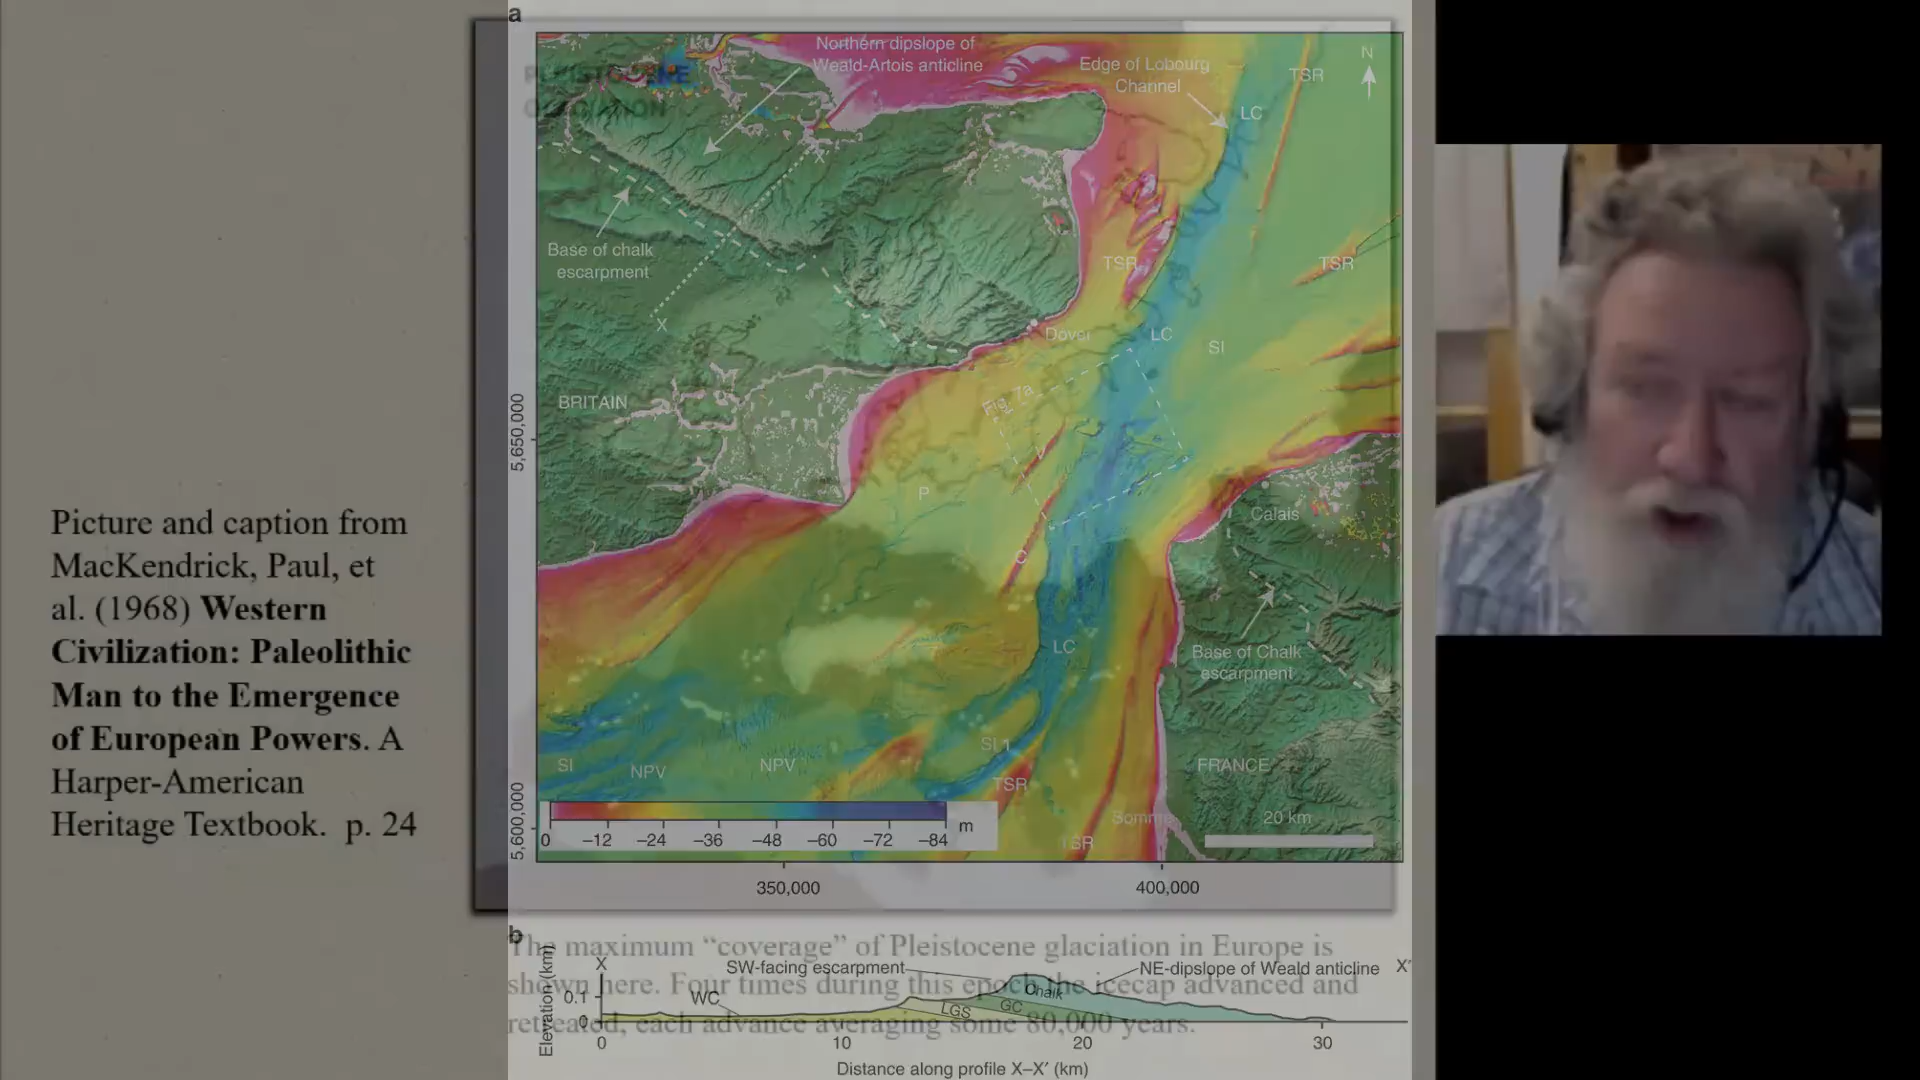 Picture and caption from
MacKendrick, Paul, et
al. (1968) Western
Civilization: Paleolithic
Man to the Emergence
of European Powers. A
Harper-American
Heritage Textbook. p. 24
a
PLEISTOCENE
GLACIATION
Northern dipslope of
Weald-Artois anticline
Edge of Lobourg
Channel
TSR
N
LC
X'
Base of chalk
escarpment
X
TSR
TSR
Dover
LC
SI
BRITAIN
Fig. 7a
5,650,000
P
V
Calais
C
LC
Base of Chalk
escarpment
SI
NPV
NPV
SI 1
TSR
FRANCE
Somme
TSR
20 km
5,600,000
0 –12 –24 –36 –48 –60 –72 –84 m
350,000 400,000
b
The maximum “coverage” of Pleistocene glaciation in Europe is
shown here. Four times during this epoch the icecap advanced and
retreated, each advance averaging some 80,000 years.
X
SW-facing escarpment
NE-dipslope of Weald anticline
X'
Elevation (km)
0.1
0
WC
LGS
GC
Chalk
0 10 20 30
Distance along profile X–X′ (km)